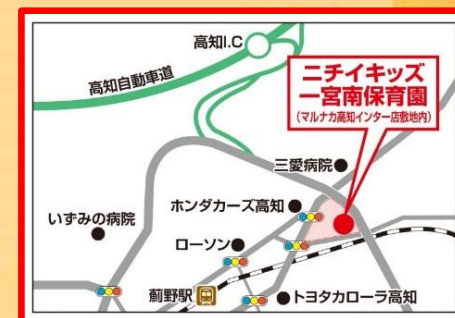 高知I.C
高知自動車道
ニチイキッズ
一宮南保育園
(マルナカ高知インター店敷地内)
三愛病院
ホンダカーズ高知
いずみの病院
ローソン
薊野駅
トヨタカローラ高知